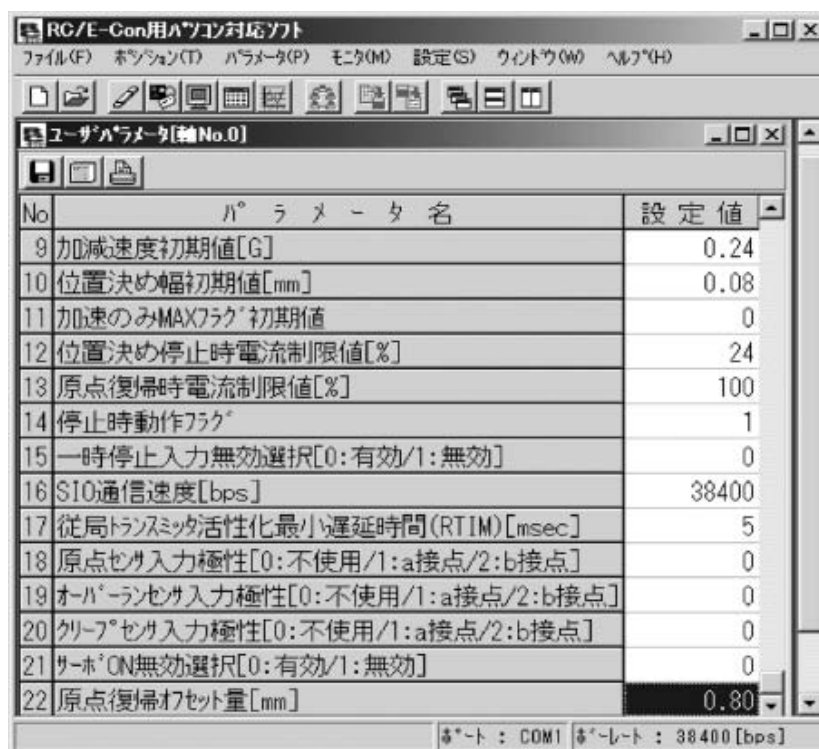 RC/E-Con用ﾊﾟｿｺﾝ対応ｿﾌﾄ
ﾌｧｲﾙ(F) ﾎﾟｼﾞｼｮﾝ(T) ﾊﾟﾗﾒｰﾀ(P) ﾓﾆﾀ(M) 設定(S) ｳｨﾝﾄﾞｳ(W) ﾍﾙﾌﾟ(H)
ﾕｰｻﾞﾊﾟﾗﾒｰﾀ[軸No.0]
No ﾊﾟ ﾗ ﾒ ｰ ﾀ 名 設 定 値
9 加減速度初期値[G] 0.24
10 位置決め幅初期値[mm] 0.08
11 加速のみMAXﾌﾗｸﾞ初期値 0
12 位置決め停止時電流制限値[%] 24
13 原点復帰時電流制限値[%] 100
14 停止時動作ﾌﾗｸﾞ 1
15 一時停止入力無効選択[0:有効/1:無効] 0
16 SIO通信速度[bps] 38400
17 従局ﾄﾗﾝｽﾐｯﾀ活性化最小遅延時間(RTIM)[msec] 5
18 原点ｾﾝｻ入力極性[0:不使用/1:a接点/2:b接点] 0
19 ｵｰﾊﾞｰﾗﾝｾﾝｻ入力極性[0:不使用/1:a接点/2:b接点] 0
20 ｸﾘｰﾌﾟｾﾝｻ入力極性[0:不使用/1:a接点/2:b接点] 0
21 ｻｰﾎﾞON無効選択[0:有効/1:無効] 0
22 原点復帰ｵﾌｾｯﾄ量[mm] 0.80
ﾎﾟｰﾄ : COM1 ﾎﾞｰﾚｰﾄ : 38400[bps]